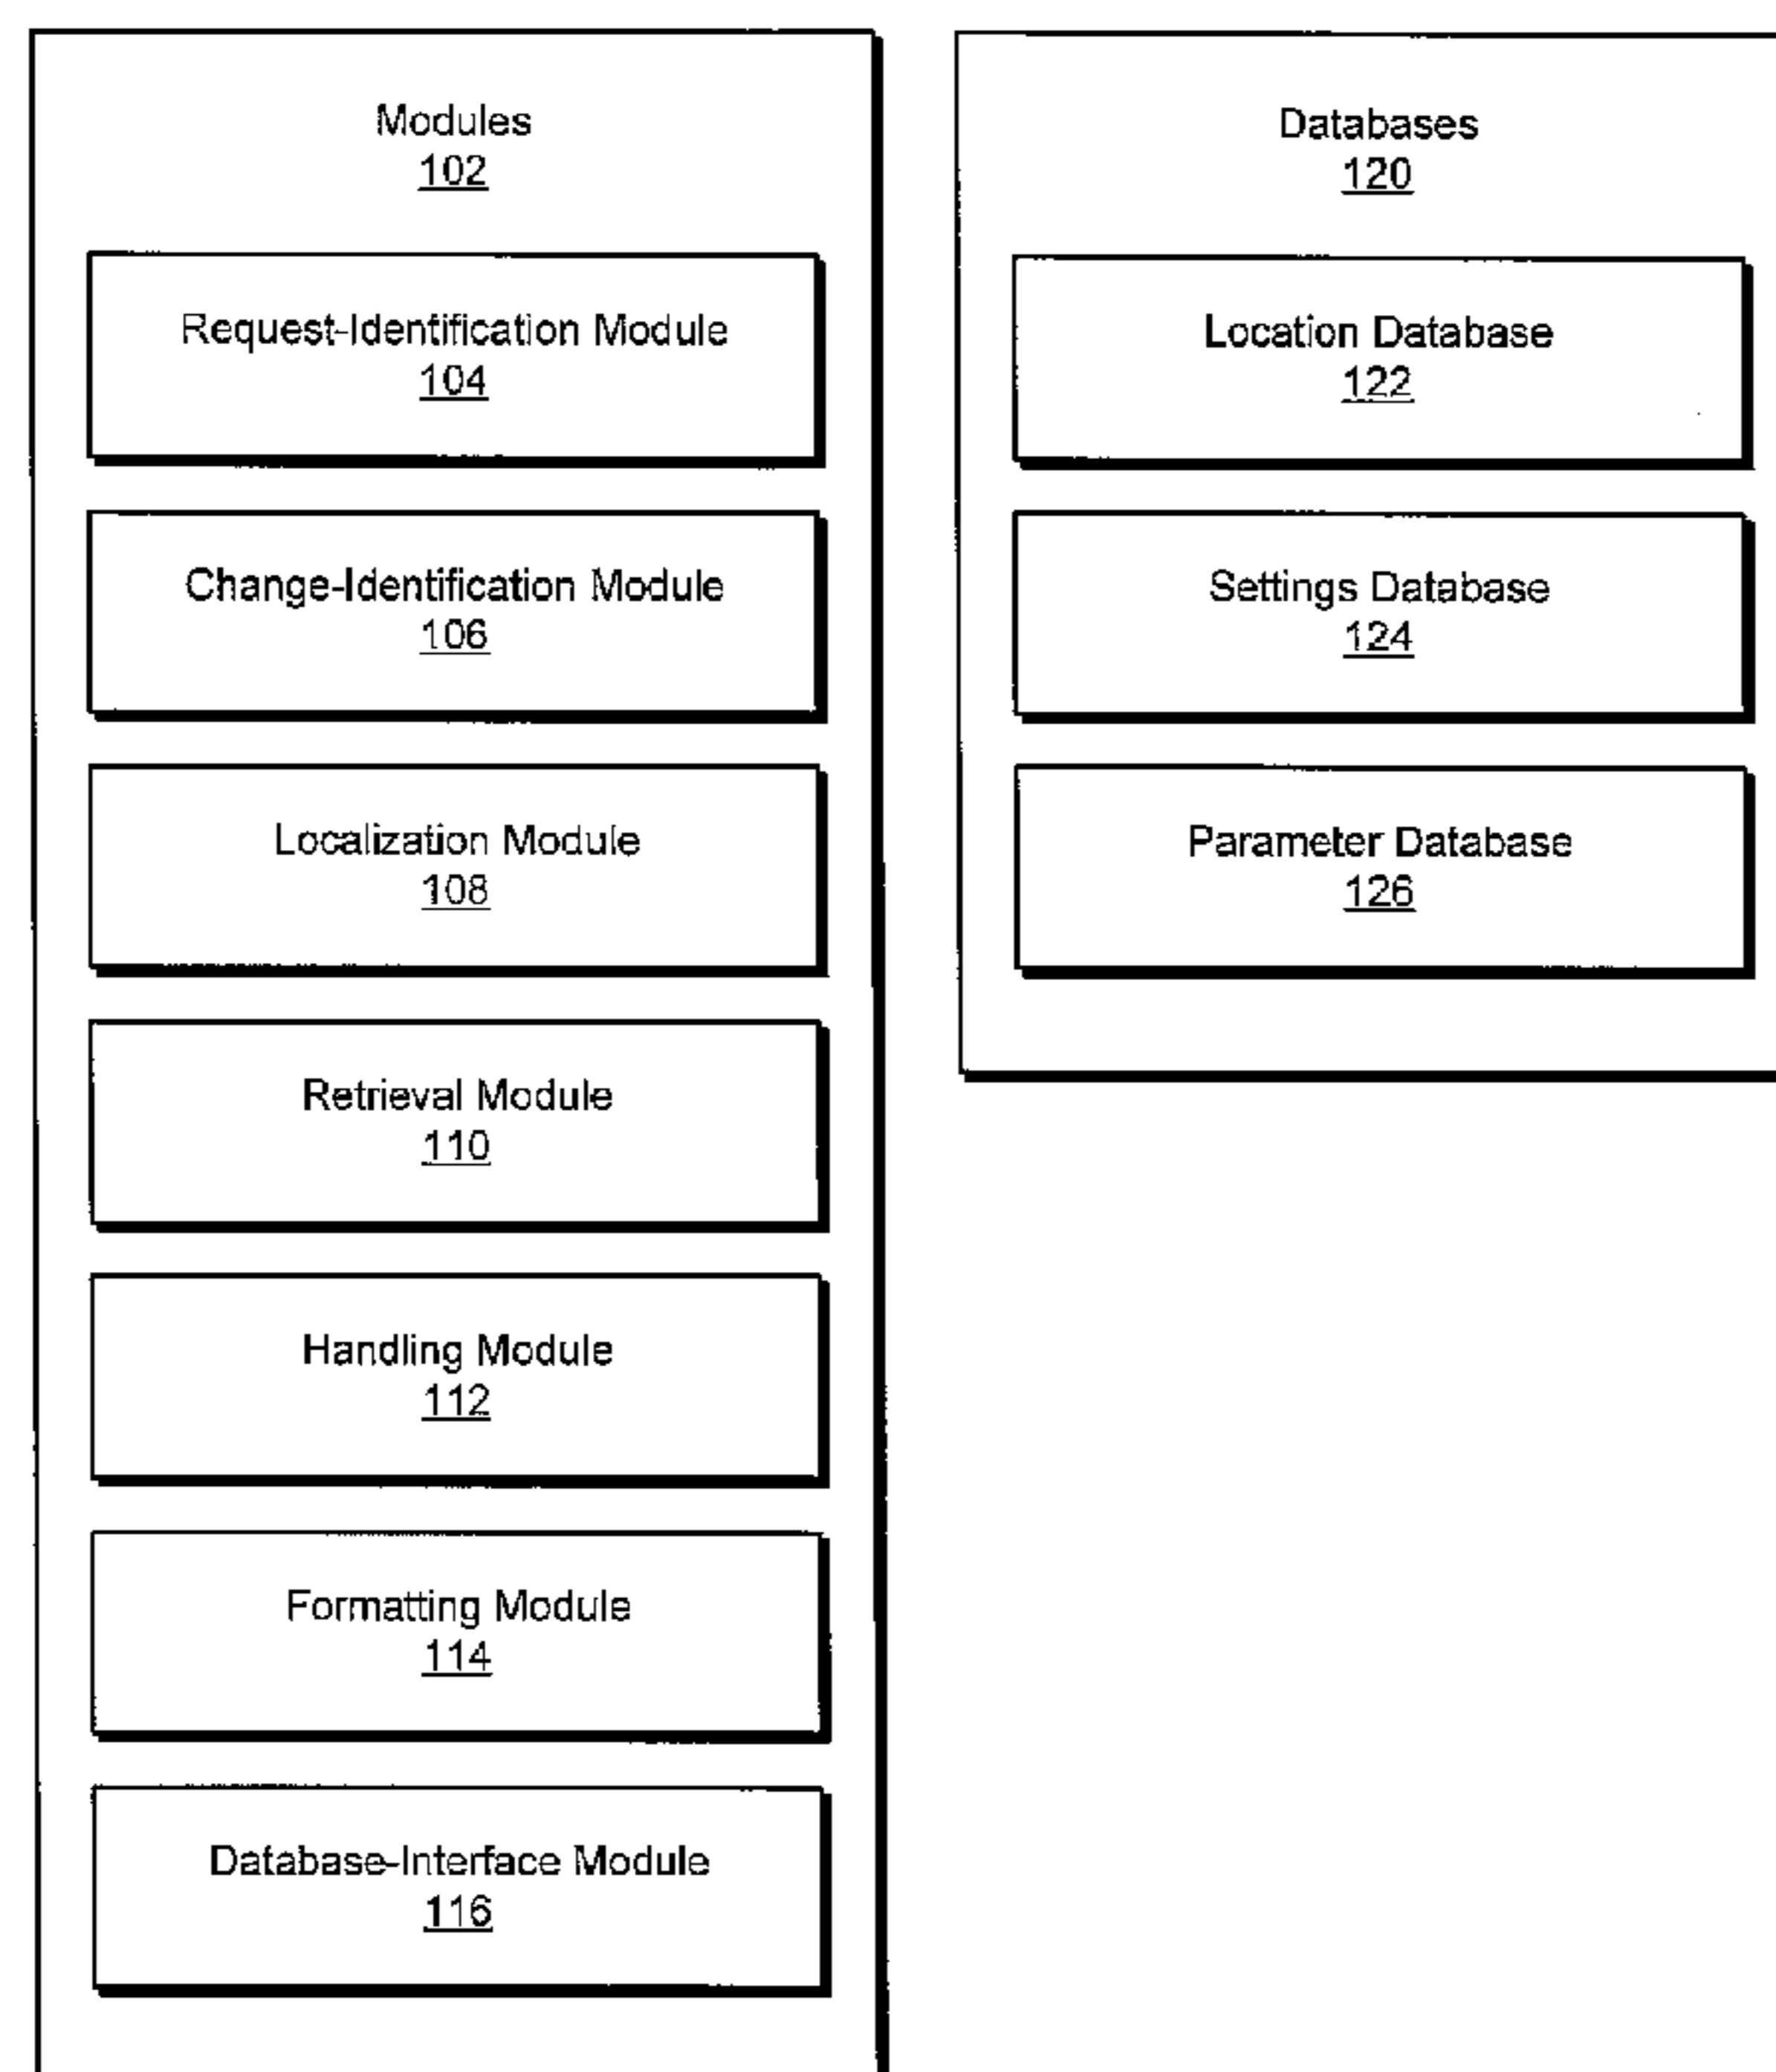 Modules
102
Request-Identification Module
104
Change-Identification Module
106
Localization Module
108
Retrieval Module
110
Handling Module
112
Formatting Module
114
Database-Interface Module
116
Databases
120
Location Database
122
Settings Database
124
Parameter Database
126